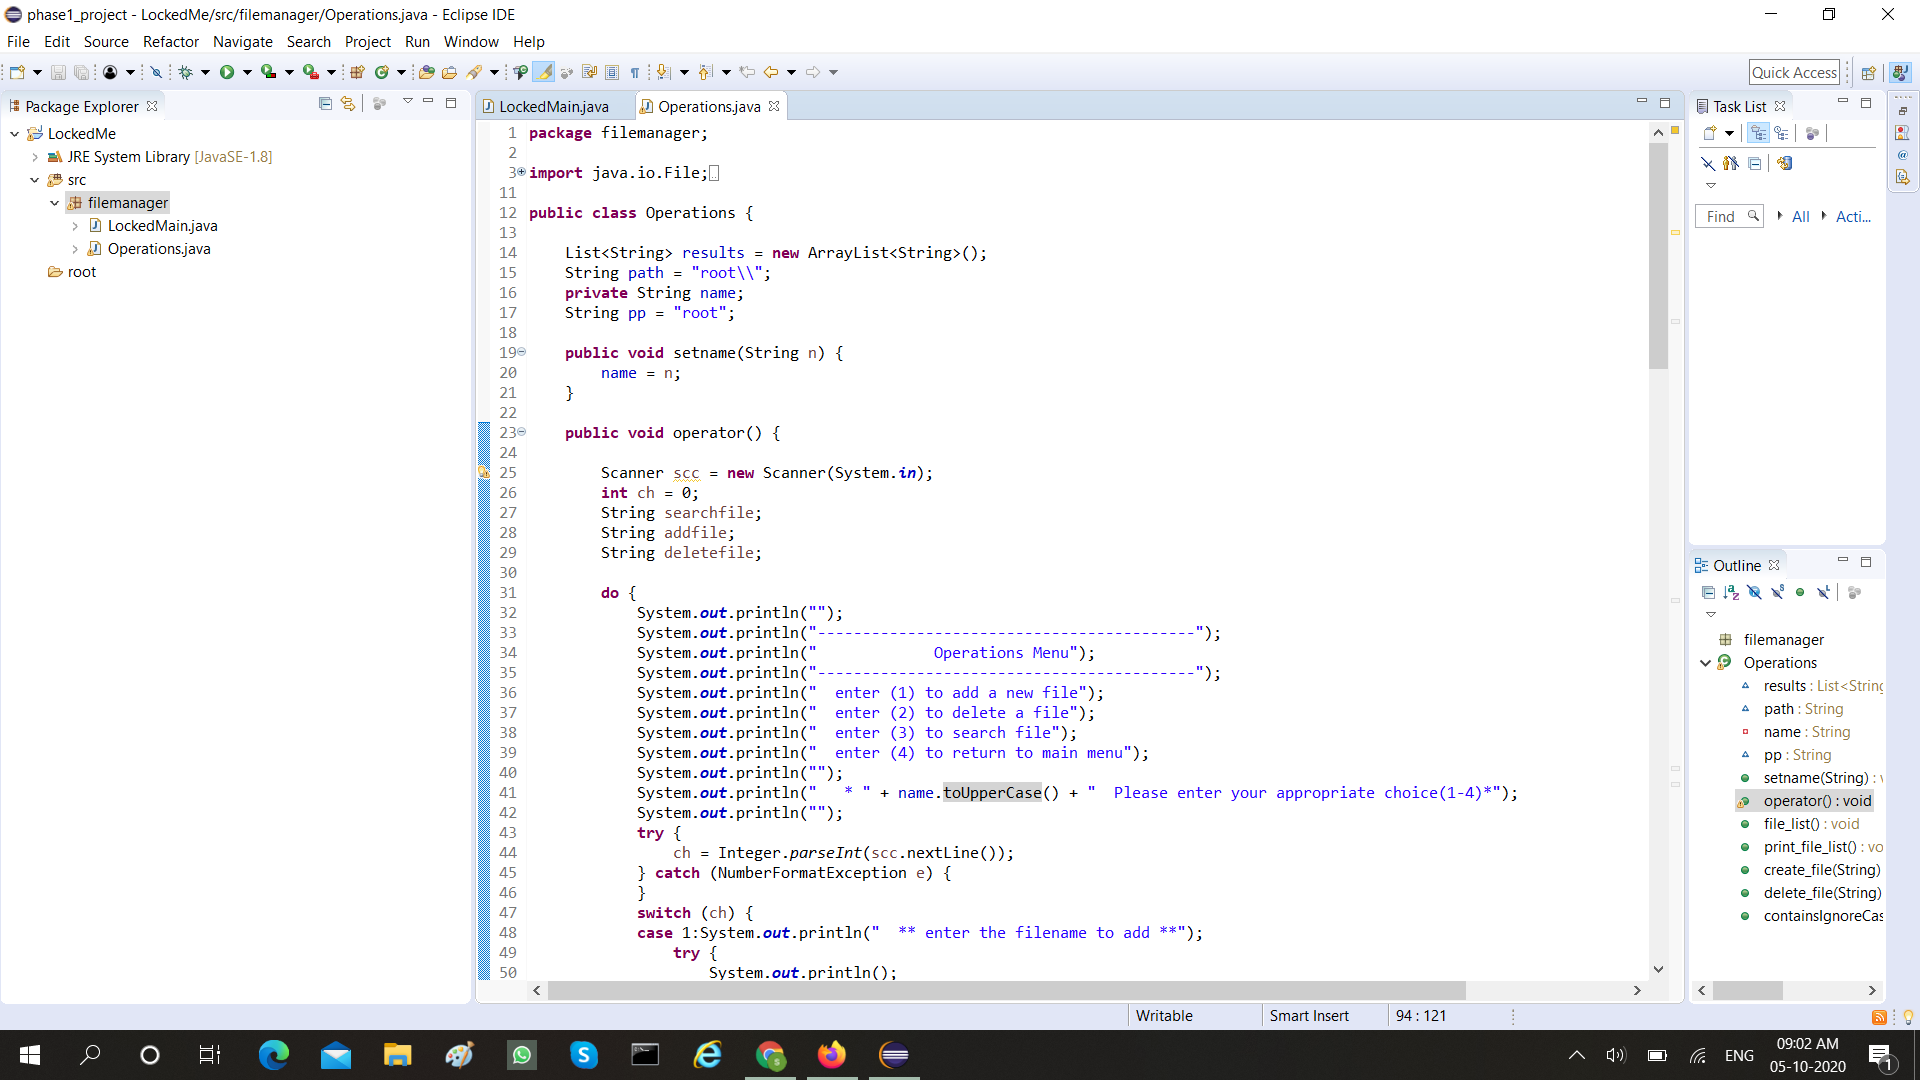 phase1_project - LockedMe/src/filemanager/Operations.java - Eclipse IDE
File Edit Source Refactor Navigate Search Project Run Window Help
Quick Access
Package Explorer
LockedMe
JRE System Library [JavaSE-1.8]
src
filemanager
LockedMain.java
Operations.java
root
LockedMain.java Operations.java
1 package filemanager;
2
3 import java.io.File;
11
12 public class Operations {
13
14 List<String> results = new ArrayList<String>();
15 String path = "root\\";
16 private String name;
17 String pp = "root";
18
19 public void setname(String n) {
20 name = n;
21 }
22
23 public void operator() {
24
25 Scanner scc = new Scanner(System.in);
26 int ch = 0;
27 String searchfile;
28 String addfile;
29 String deletefile;
30
31 do {
32 System.out.println("");
33 System.out.println("------------------------------------------");
34 System.out.println("             Operations Menu");
35 System.out.println("------------------------------------------");
36 System.out.println("  enter (1) to add a new file");
37 System.out.println("  enter (2) to delete a file");
38 System.out.println("  enter (3) to search file");
39 System.out.println("  enter (4) to return to main menu");
40 System.out.println("");
41 System.out.println("   * " + name.toUpperCase() + "  Please enter your appropriate choice(1-4)*");
42 System.out.println("");
43 try {
44 ch = Integer.parseInt(scc.nextLine());
45 } catch (NumberFormatException e) {
46 }
47 switch (ch) {
48 case 1:System.out.println("  ** enter the filename to add **");
49 try {
50 System.out.println();
Task List
Find All Acti...
Outline
filemanager
Operations
results : List<String
path : String
name : String
pp : String
setname(String) : v
operator() : void
file_list() : void
print_file_list() : vo
create_file(String)
delete_file(String)
containsIgnoreCas
Writable Smart Insert 94 : 121
ENG
09:02 AM
05-10-2020
1